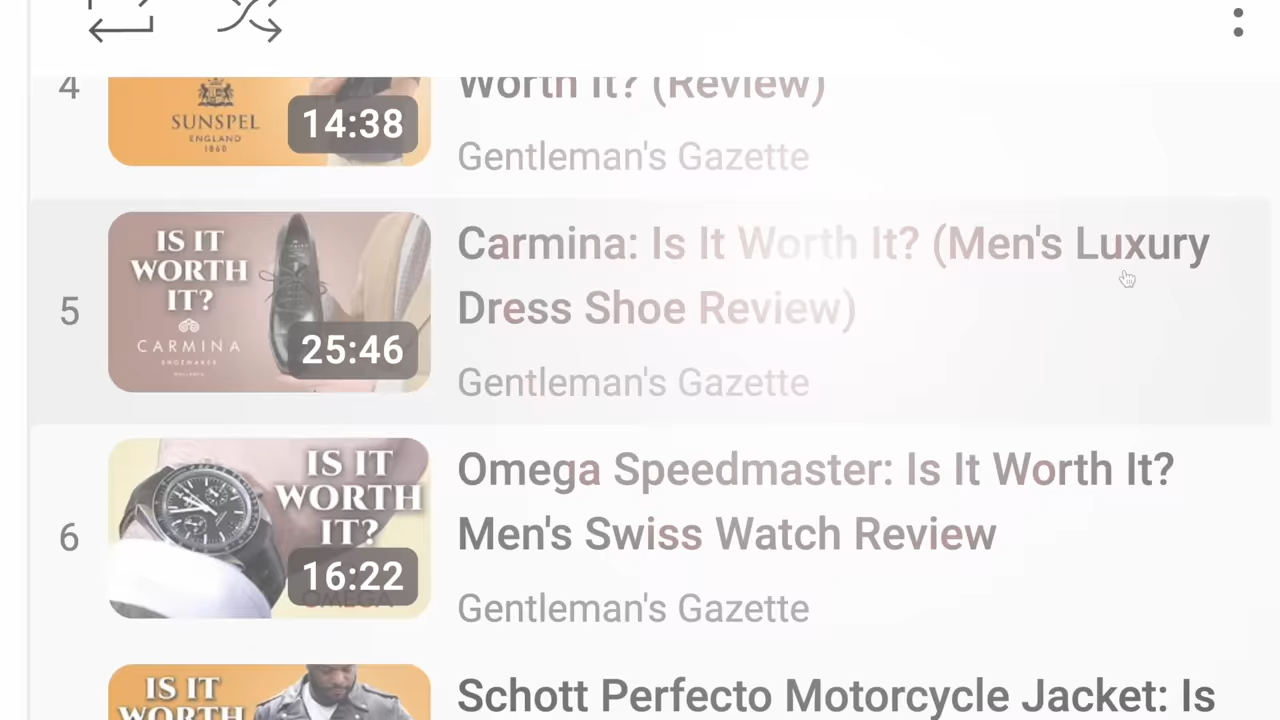 4
SUNSPEL
ENGLAND
1860
14:38
Worth It? (Review)
Gentleman's Gazette
5
IS IT
WORTH
IT?
CARMINA
SHOEMAKER
25:46
Carmina: Is It Worth It? (Men's Luxury
Dress Shoe Review)
Gentleman's Gazette
6
IS IT
WORTH
IT?
16:22
OMEGA
Omega Speedmaster: Is It Worth It?
Men's Swiss Watch Review
Gentleman's Gazette
IS IT
WORTH
Schott Perfecto Motorcycle Jacket: Is